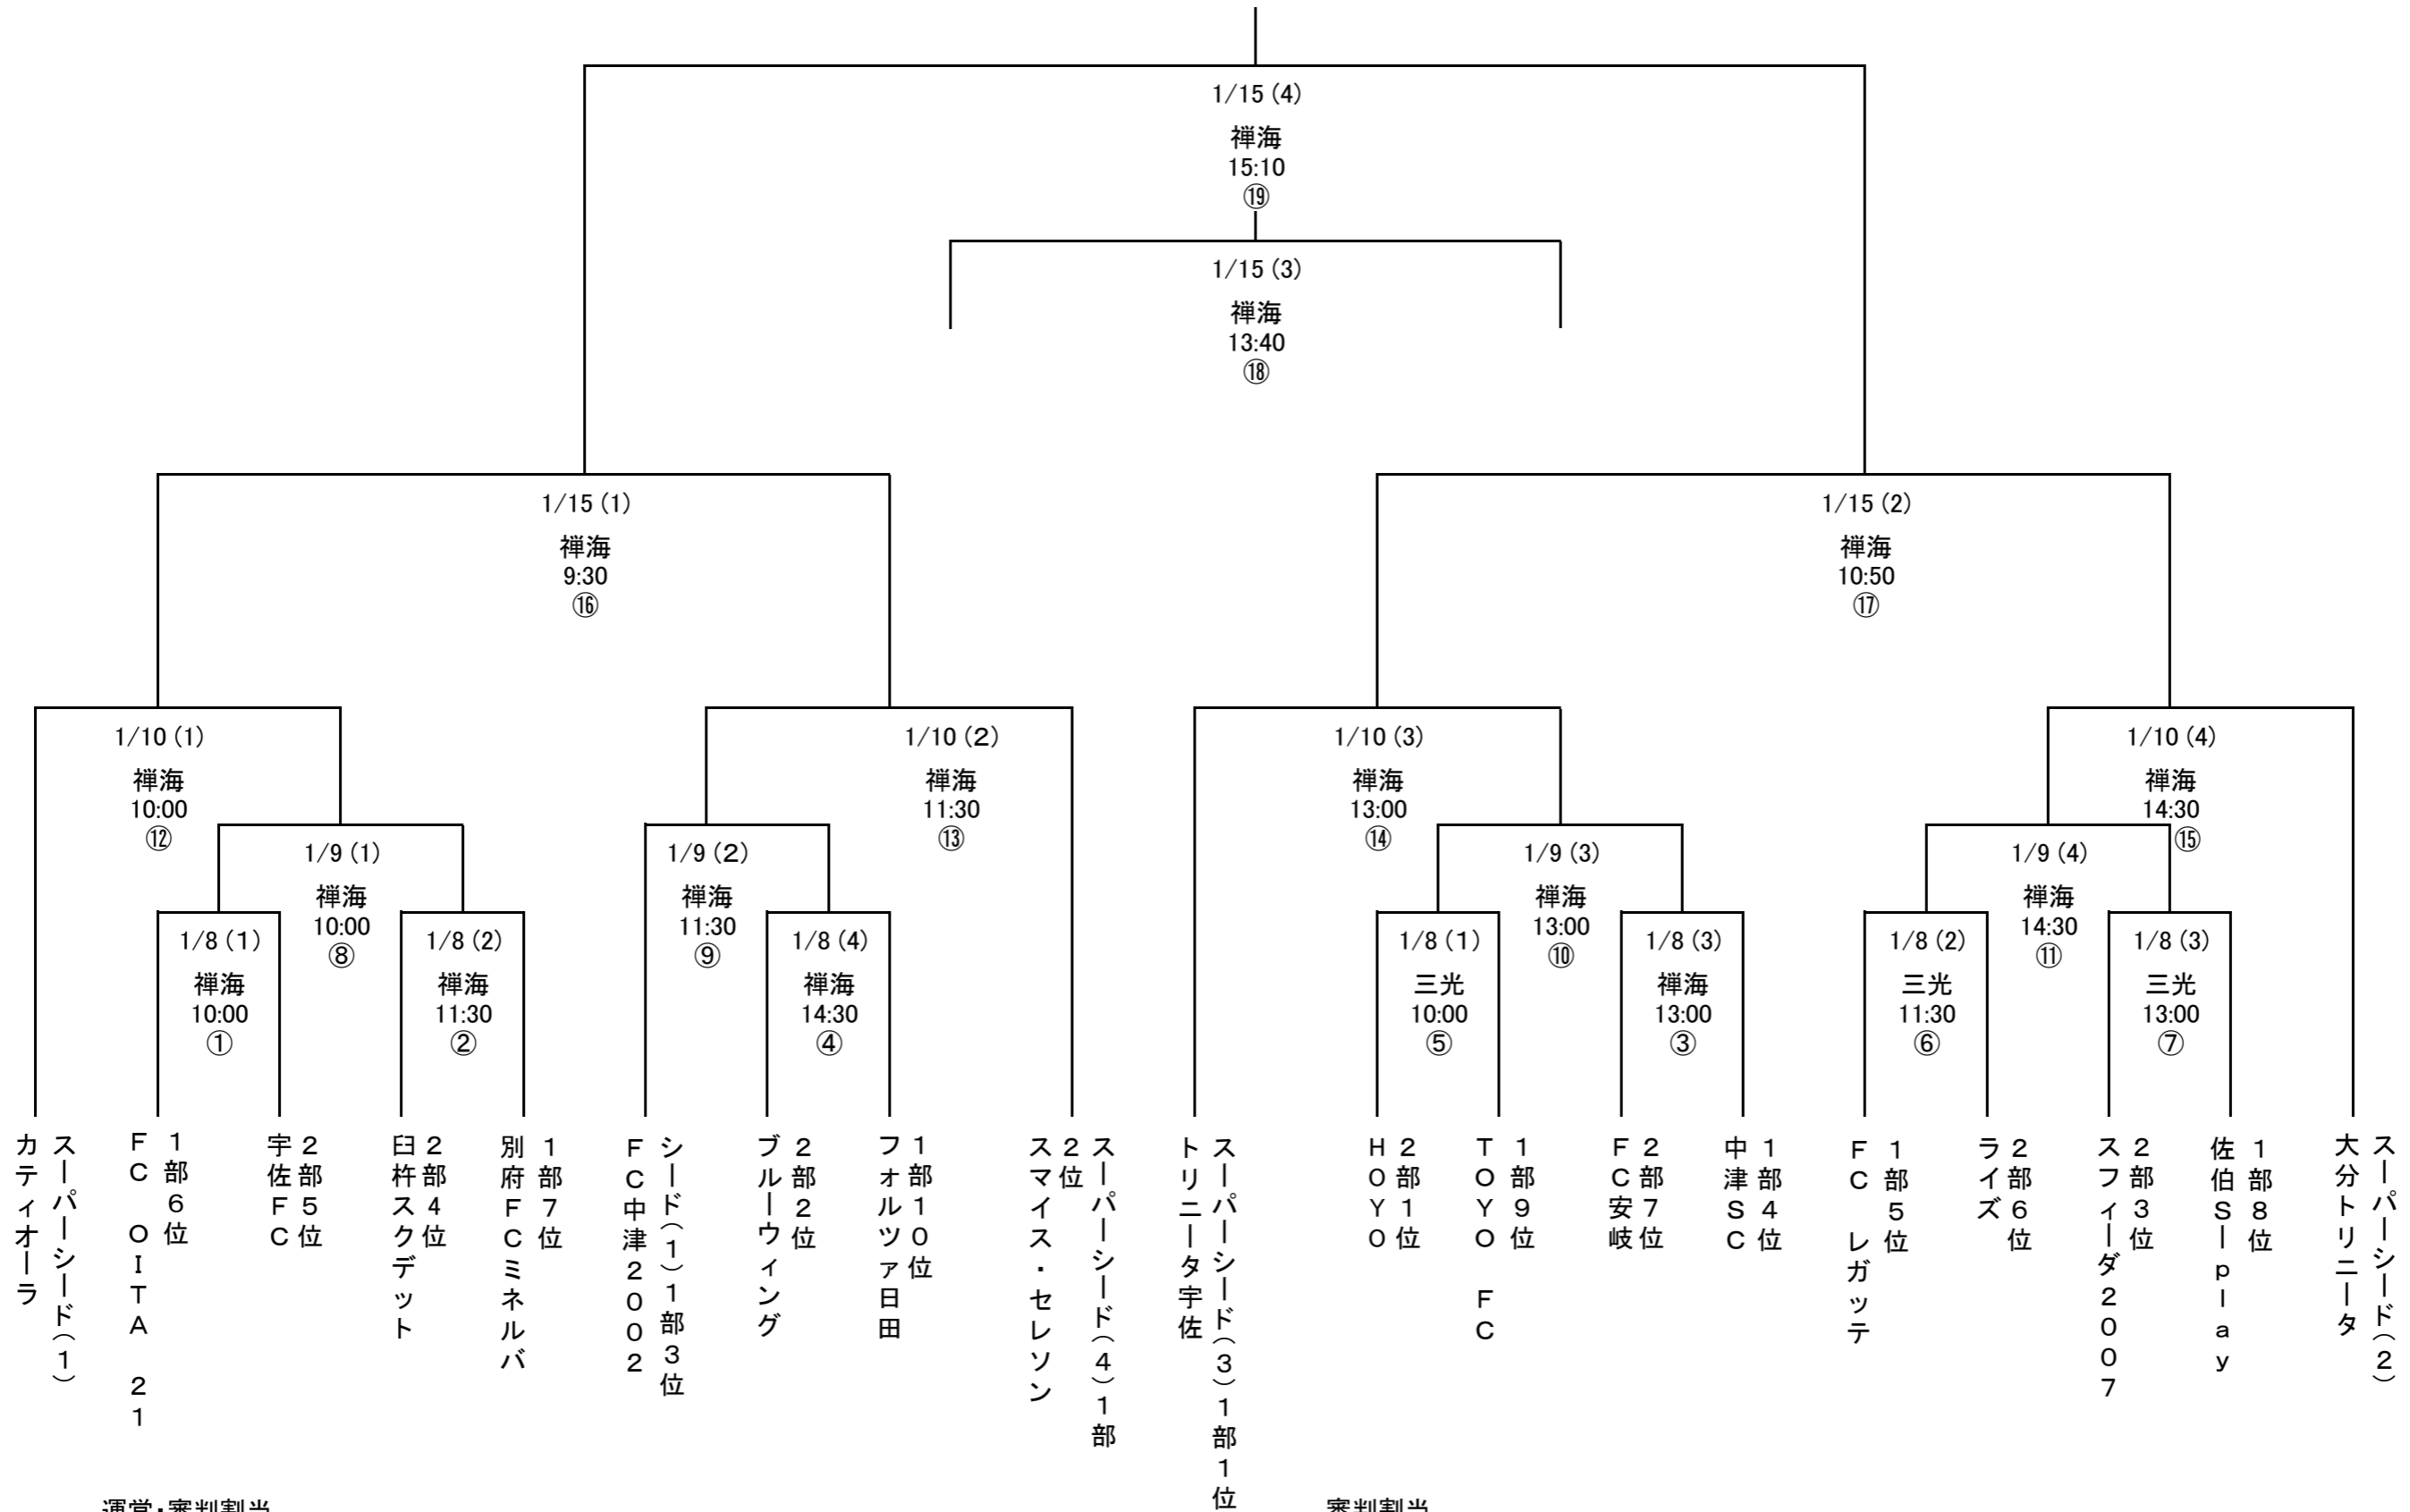 1/15(4)
禅海
15:10
⑲
1/15(3)
禅海
13:40
⑱
1/15(1)
禅海
9:30
⑯
1/15(2)
禅海
10:50
⑰
1/10(1)
禅海
10:00
⑫
1/10(2)
禅海
11:30
⑬
1/10(3)
禅海
13:00
⑭
1/10(4)
禅海
14:30
⑮
1/9(1)
禅海
10:00
⑧
1/9(2)
禅海
11:30
⑨
1/9(3)
禅海
13:00
⑩
1/9(4)
禅海
14:30
⑪
1/8(1)
禅海
10:00
①
1/8(2)
禅海
11:30
②
1/8(4)
禅海
14:30
④
1/8(1)
三光
10:00
⑤
1/8(3)
禅海
13:00
③
1/8(2)
三光
11:30
⑥
1/8(3)
三光
13:00
⑦
スーパーシード(1)
カティオーラ
1部6位
FC OITA 21
2部5位
宇佐FC
2部4位
臼杵スクデット
1部7位
別府FCミネルバ
シード(1)1部3位
FC中津2002
2部2位
ブルーウィング
1部10位
フォルツァ日田
スーパーシード(4)1部
2位
スマイス・セレソン
スーパーシード(3)1部1位
トリニータ宇佐
2部1位
HOYO
1部9位
TOYO FC
2部7位
FC安岐
1部4位
中津SC
1部5位
FC レガッテ
2部6位
ライズ
2部3位
スフィーダ2007
1部8位
佐伯S-play
スーパーシード(2)
大分トリニータ
運営・審判割当
審判割当